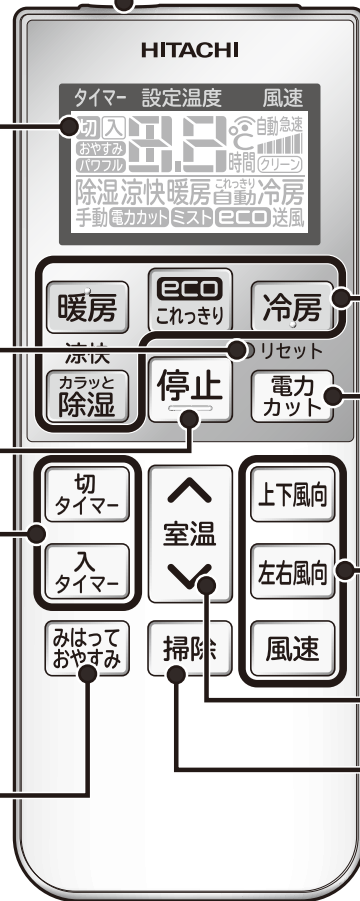 HITACHI
タイマー 設定温度 風速
切 入 8.8 ℃ 自動 急速
おやすみ
パワフル 時間 クリーン
除湿 涼快 暖房 これっきり自動 冷房
手動 電力カット ミスト eco 送風
暖房
eco
これっきり
冷房
涼快
カラッと
除湿
停止
リセット
電力
カット
切
タイマー
入
タイマー
室温
上下風向
左右風向
風速
みはって
おやすみ
掃除